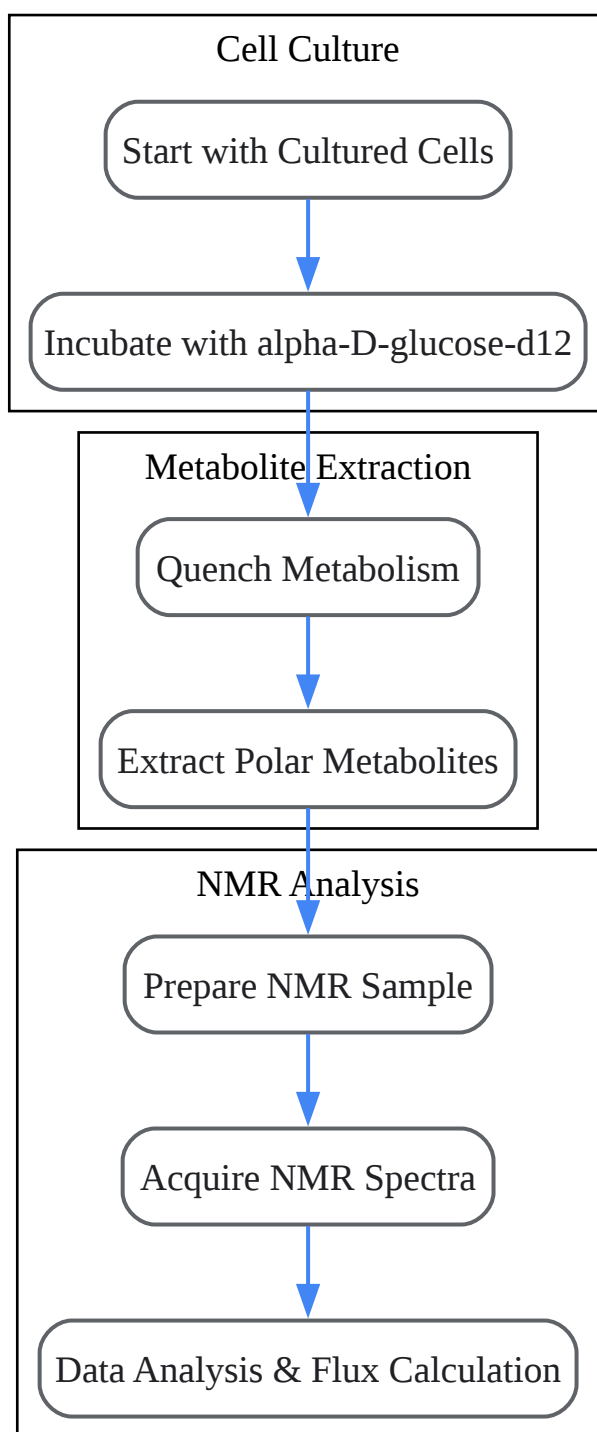 Cell Culture
Start with Cultured Cells
Incubate with alpha-D-glucose-d12
Metabolite Extraction
Quench Metabolism
Extract Polar Metabolites
NMR Analysis
Prepare NMR Sample
Acquire NMR Spectra
Data Analysis & Flux Calculation